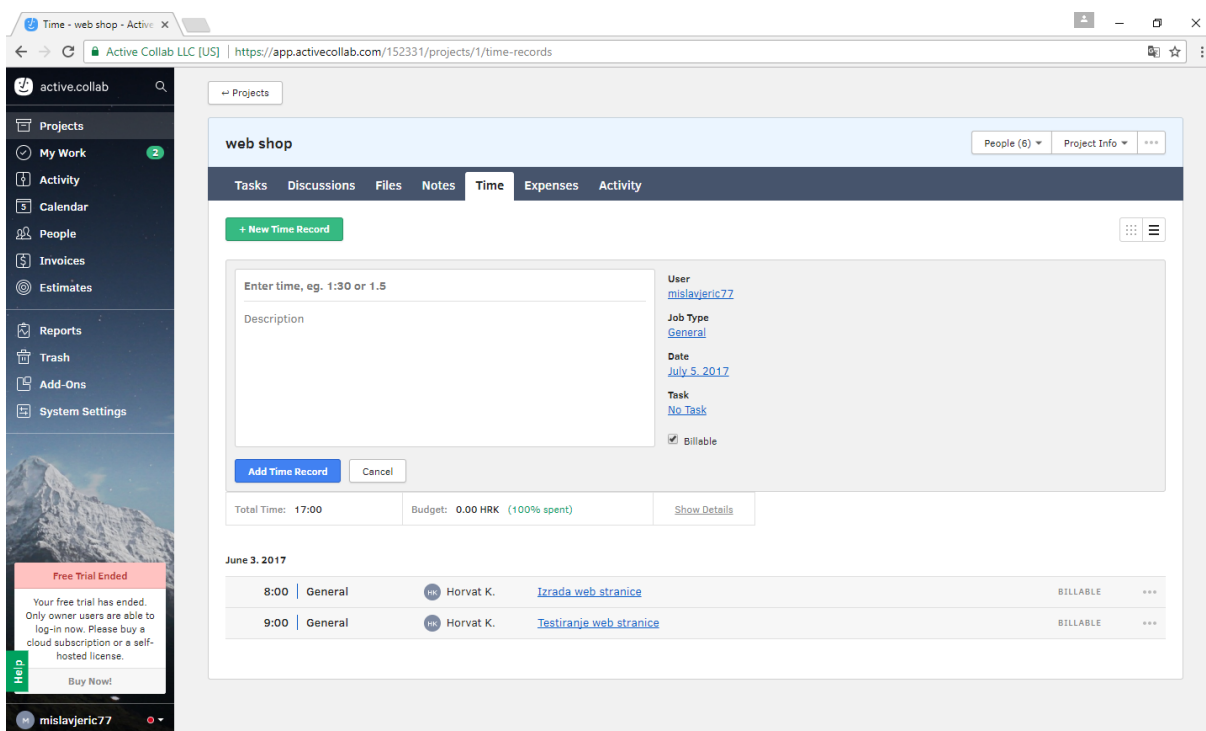 Time - web shop - Active
Active Collab LLC [US] | https://app.activecollab.com/152331/projects/1/time-records
active.collab
Projects
My Work 2
Activity
5 Calendar
People
Invoices
Estimates
Reports
Trash
Add-Ons
System Settings
Free Trial Ended
Your free trial has ended.
Only owner users are able to
log-in now. Please buy a
cloud subscription or a self-
hosted license.
Buy Now!
Help
M mislavjeric77
↩ Projects
web shop
People (6) Project Info
Tasks Discussions Files Notes Time Expenses Activity
+ New Time Record
Enter time, eg. 1:30 or 1.5
Description
User
mislavjeric77
Job Type
General
Date
July 5. 2017
Task
No Task
Billable
Add Time Record Cancel
Total Time: 17:00 Budget: 0.00 HRK (100% spent) Show Details
June 3. 2017
8:00 General HK Horvat K. Izrada web stranice BILLABLE
9:00 General HK Horvat K. Testiranje web stranice BILLABLE